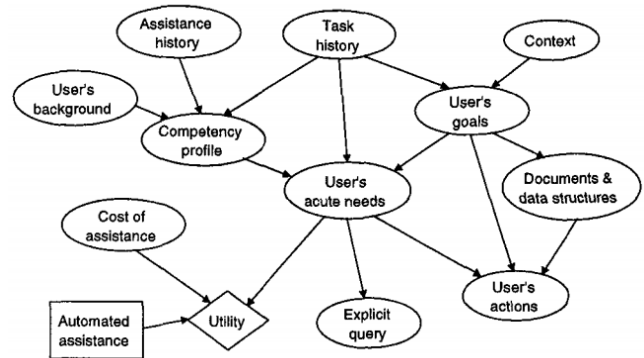 Assistance
history
Task
history
Context
User's
background
Competency
profile
User's
goals
User's
acute needs
Documents &
data structures
Cost of
assistance
Automated
assistance
Utility
Explicit
query
User's
actions